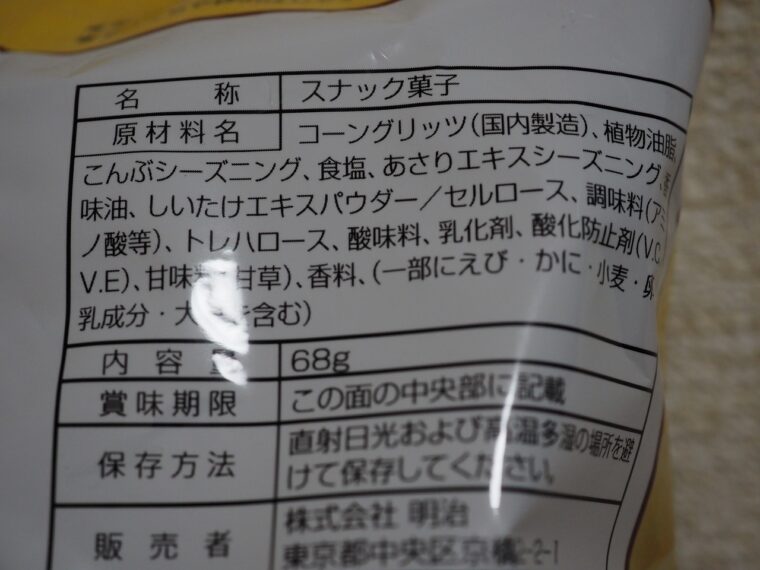 名称 スナック菓子
原材料名 コーングリッツ(国内製造)、植物油脂、
こんぶシーズニング、食塩、あさりエキスシーズニング、香
味油、しいたけエキスパウダー／セルロース、調味料(アミ
ノ酸等)、トレハロース、酸味料、乳化剤、酸化防止剤(V.C
V.E)、甘味料(甘草)、香料、(一部にえび・かに・小麦・卵
乳成分・大 を含む)
内容量 68g
賞味期限 この面の中央部に記載
保存方法 直射日光および高温多湿の場所を避
けて保存してください。
販売者 株式会社 明治
東京都中央区京橋2-2-1